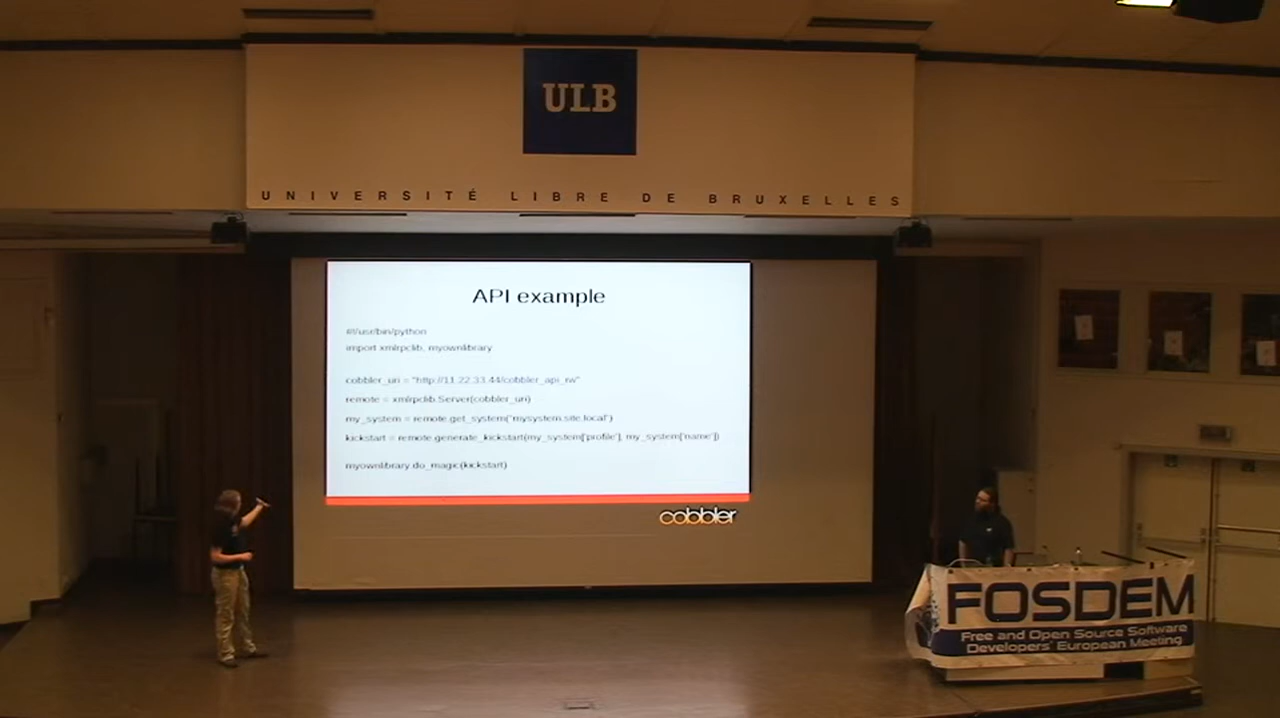 ULB
UNIVERSITÉ LIBRE DE BRUXELLES
API example
#!/usr/bin/python
import xmlrpclib, myownlibrary
cobbler_uri = "http://11.22.33.44/cobbler_api_rw"
remote = xmlrpclib.Server(cobbler_uri)
my_system = remote.get_system("mysystem.site.local")
kickstart = remote.generate_kickstart(my_system['profile'], my_system['name'])
myownlibrary.do_magic(kickstart)
cobbler
FOSDEM
Free and Open Source Software
Developers' European Meeting